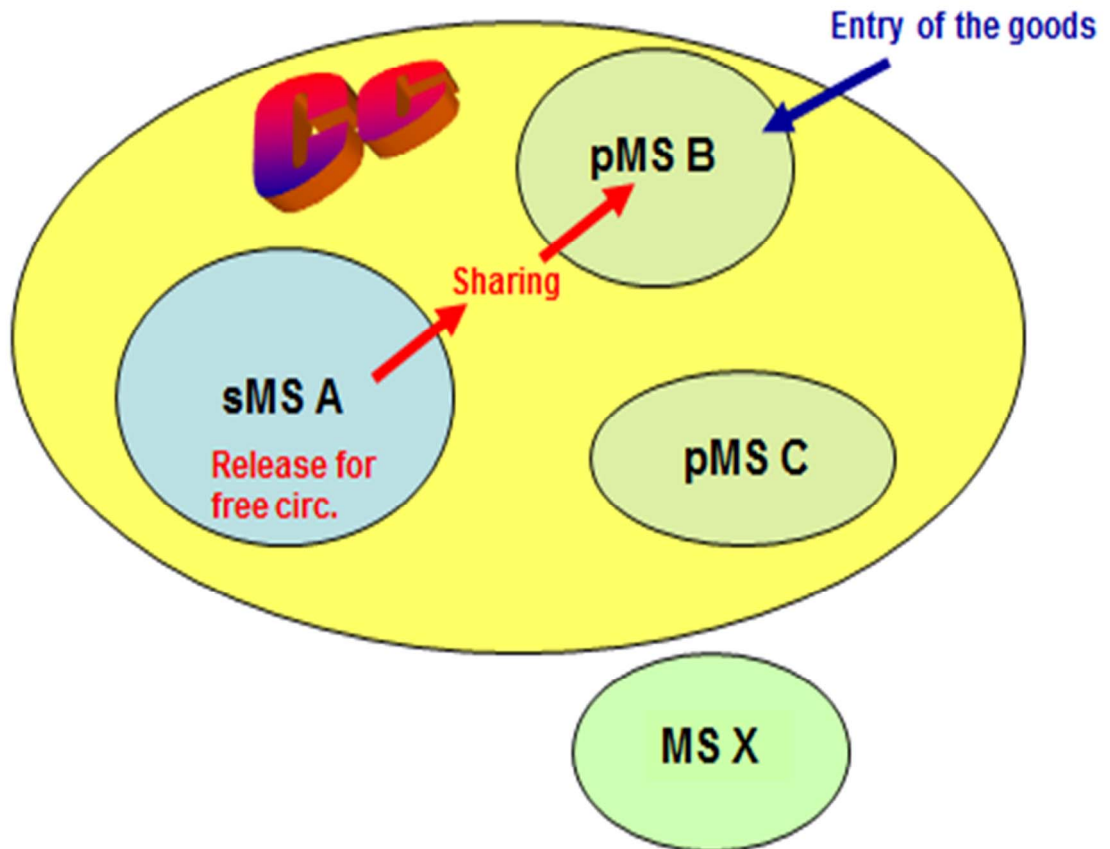 Entry of the goods
Cc
pMS B
Sharing
sMS A
Release for
free circ.
pMS C
MS X